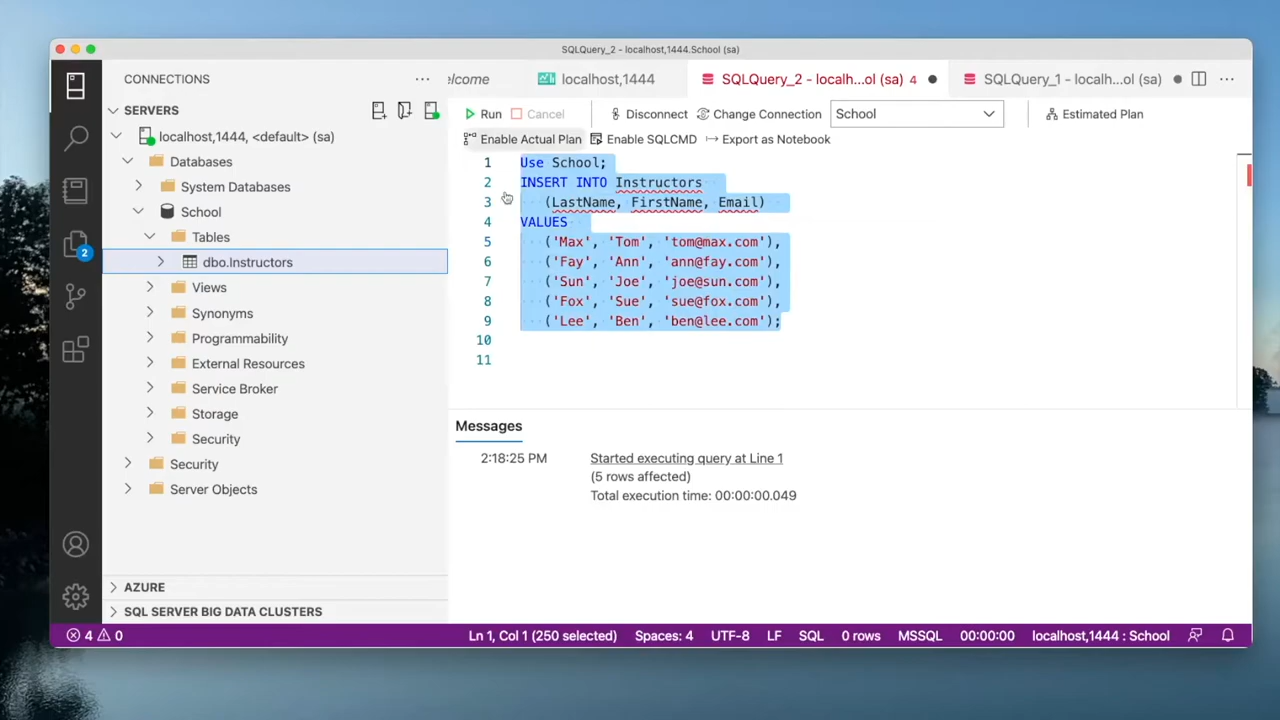 SQLQuery_2 - localhost,1444.School (sa)
CONNECTIONS
SERVERS
localhost,1444, <default> (sa)
Databases
System Databases
School
Tables
dbo.Instructors
Views
Synonyms
Programmability
External Resources
Service Broker
Storage
Security
Security
Server Objects
AZURE
SQL SERVER BIG DATA CLUSTERS
2
elcome
localhost,1444
SQLQuery_2 - localh...ol (sa) 4
SQLQuery_1 - localh...ol (sa)
Run Cancel Disconnect Change Connection School Estimated Plan
Enable Actual Plan Enable SQLCMD Export as Notebook
1 Use School;
2 INSERT INTO Instructors
3 (LastName, FirstName, Email)
4 VALUES
5 ('Max', 'Tom', 'tom@max.com'),
6 ('Fay', 'Ann', 'ann@fay.com'),
7 ('Sun', 'Joe', 'joe@sun.com'),
8 ('Fox', 'Sue', 'sue@fox.com'),
9 ('Lee', 'Ben', 'ben@lee.com');
10
11
Messages
2:18:25 PM Started executing query at Line 1
(5 rows affected)
Total execution time: 00:00:00.049
4 0 Ln 1, Col 1 (250 selected) Spaces: 4 UTF-8 LF SQL 0 rows MSSQL 00:00:00 localhost,1444 : School